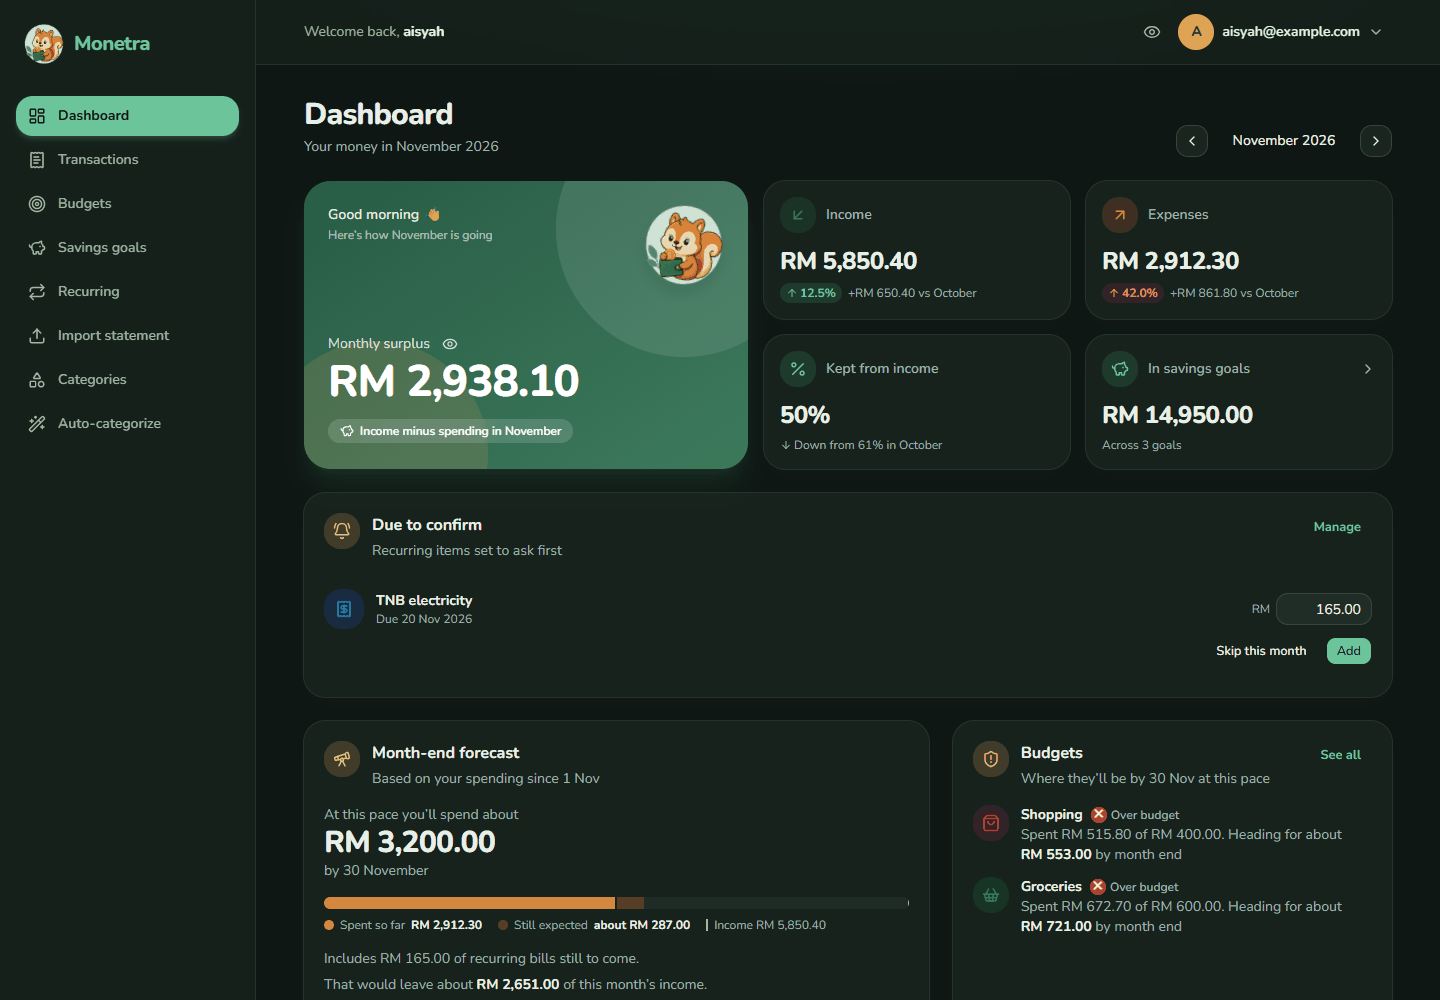 Monetra
Dashboard
Transactions
Budgets
Savings goals
Recurring
Import statement
Categories
Auto-categorize
Welcome back, aisyah
A
aisyah@example.com
Dashboard
Your money in November 2026
November 2026
Good morning 👋
Here's how November is going
Monthly surplus
RM 2,938.10
Income minus spending in November
Income
RM 5,850.40
↑ 12.5% +RM 650.40 vs October
Expenses
RM 2,912.30
↑ 42.0% +RM 861.80 vs October
Kept from income
50%
↓ Down from 61% in October
In savings goals
RM 14,950.00
Across 3 goals
Due to confirm
Manage
Recurring items set to ask first
TNB electricity
Due 20 Nov 2026
RM 165.00
Skip this month Add
Month-end forecast
Based on your spending since 1 Nov
At this pace you'll spend about
RM 3,200.00
by 30 November
Spent so far RM 2,912.30 Still expected about RM 287.00 Income RM 5,850.40
Includes RM 165.00 of recurring bills still to come.
That would leave about RM 2,651.00 of this month's income.
Budgets
See all
Where they'll be by 30 Nov at this pace
Shopping Over budget
Spent RM 515.80 of RM 400.00. Heading for about
RM 553.00 by month end
Groceries Over budget
Spent RM 672.70 of RM 600.00. Heading for about
RM 721.00 by month end